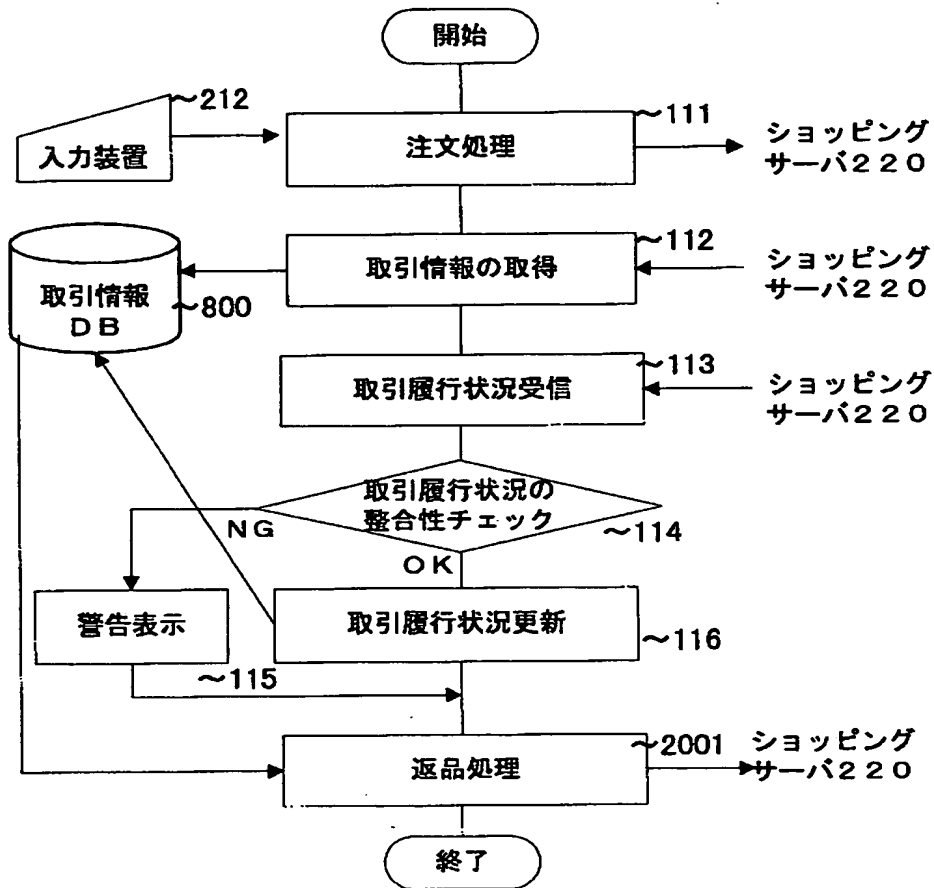 開始
~212
入力装置
~111
注文処理
ショッピング
サーバ220
~112
取引情報の取得
ショッピング
サーバ220
取引情報
DB
~800
~113
取引履行状況受信
ショッピング
サーバ220
取引履行状況の
整合性チェック
~114
NG
OK
警告表示
~115
取引履行状況更新
~116
~2001
返品処理
ショッピング
サーバ220
終了